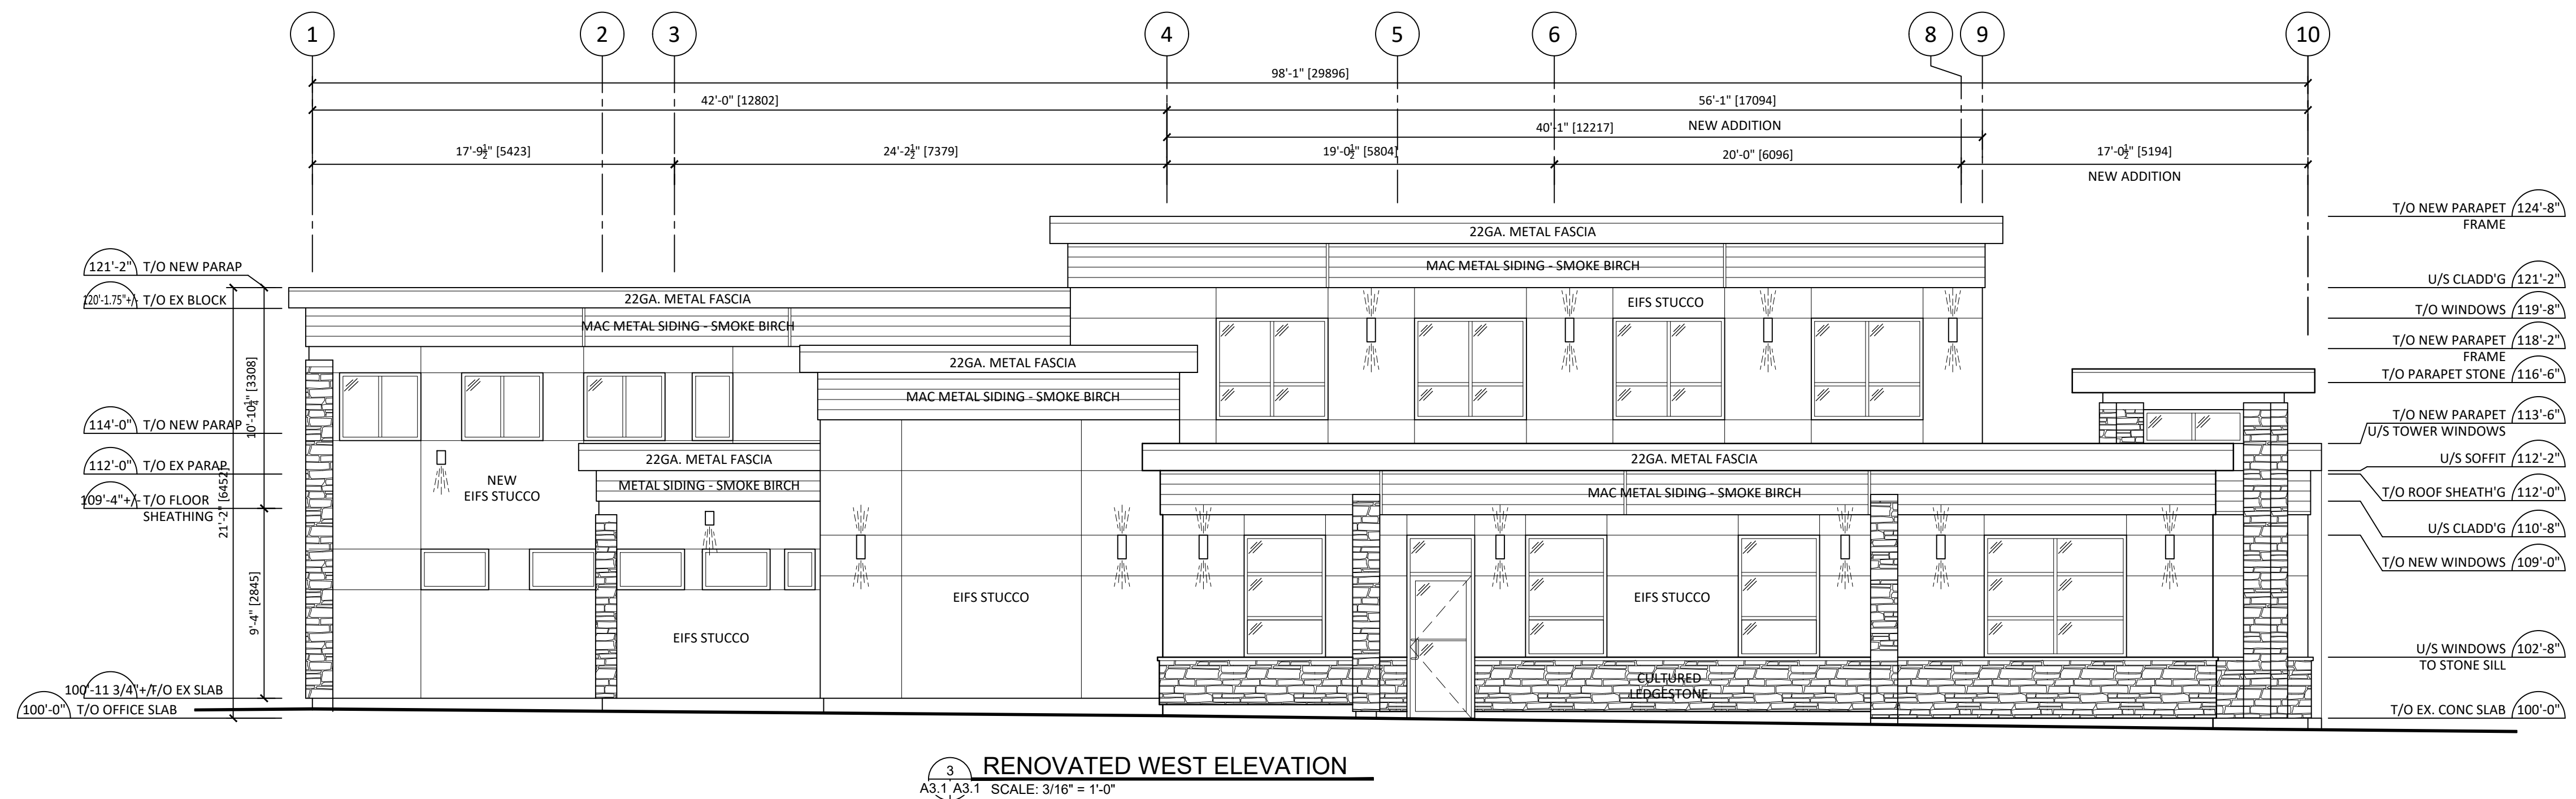 1 2 3 4 5 6 8 9 10
98'-1" [29896]
42'-0" [12802] 56'-1" [17094]
40'-1" [12217] NEW ADDITION
17'-9½" [5423] 24'-2½" [7379] 19'-0½" [5804] 20'-0" [6096] 17'-0½" [5194]
NEW ADDITION
121'-2" T/O NEW PARAP
120'-1.75"+/- T/O EX BLOCK
114'-0" T/O NEW PARAP
112'-0" T/O EX PARAP
109'-4"+/- T/O FLOOR
SHEATHING
100'-11 3/4"+/- T/O EX SLAB
100'-0" T/O OFFICE SLAB
10'-10¼" [3308]
21'-2" [6452]
9'-4" [2845]
22GA. METAL FASCIA
MAC METAL SIDING - SMOKE BIRCH
EIFS STUCCO
22GA. METAL FASCIA
MAC METAL SIDING - SMOKE BIRCH
22GA. METAL FASCIA
MAC METAL SIDING - SMOKE BIRCH
22GA. METAL FASCIA
METAL SIDING - SMOKE BIRCH
NEW
EIFS STUCCO
EIFS STUCCO
EIFS STUCCO
22GA. METAL FASCIA
MAC METAL SIDING - SMOKE BIRCH
EIFS STUCCO
CULTURED
LEDGESTONE
T/O NEW PARAPET 124'-8"
FRAME
U/S CLADD'G 121'-2"
T/O WINDOWS 119'-8"
T/O NEW PARAPET 118'-2"
FRAME
T/O PARAPET STONE 116'-6"
T/O NEW PARAPET 113'-6"
U/S TOWER WINDOWS
U/S SOFFIT 112'-2"
T/O ROOF SHEATH'G 112'-0"
U/S CLADD'G 110'-8"
T/O NEW WINDOWS 109'-0"
U/S WINDOWS 102'-8"
TO STONE SILL
T/O EX. CONC SLAB 100'-0"
3 RENOVATED WEST ELEVATION
A3.1 A3.1 SCALE: 3/16" = 1'-0"